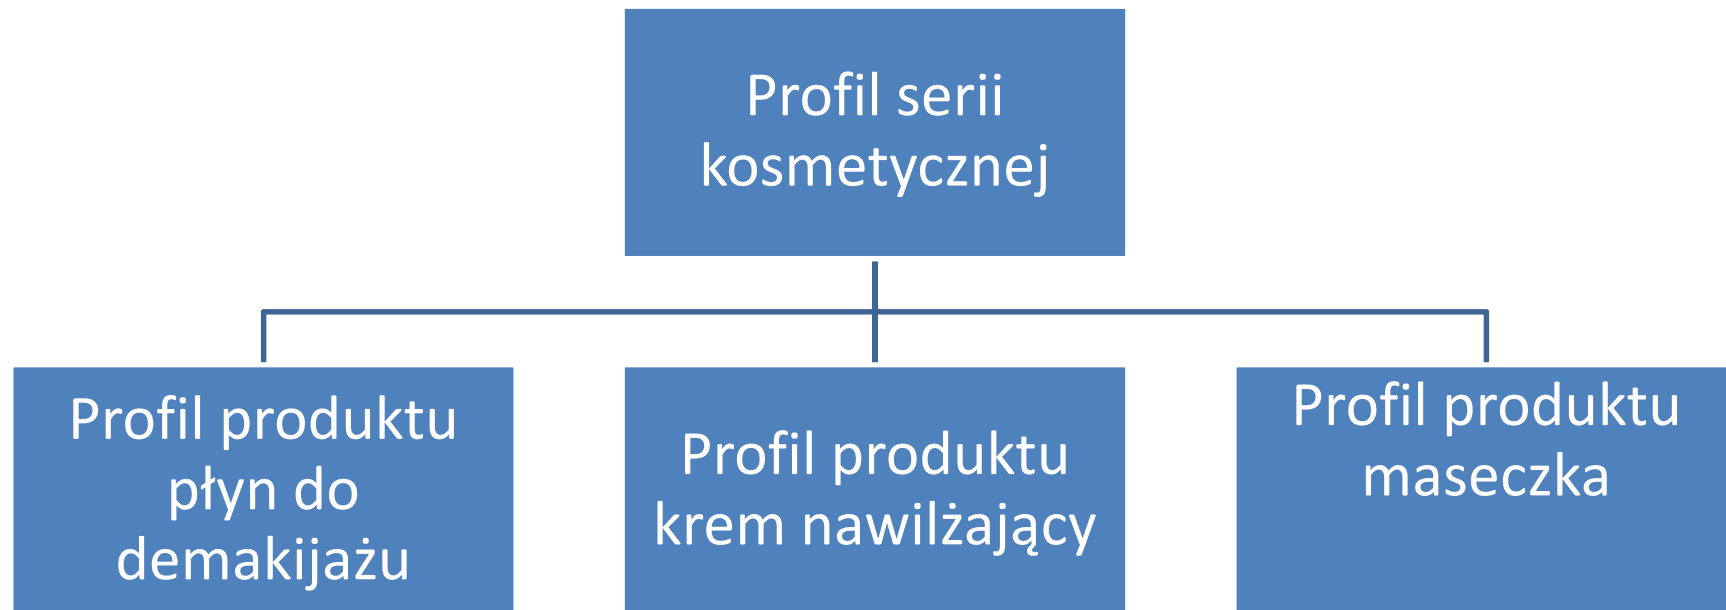 Profil serii
kosmetycznej
Profil produktu
płyn do
demakijażu
Profil produktu
krem nawilżający
Profil produktu
maseczka